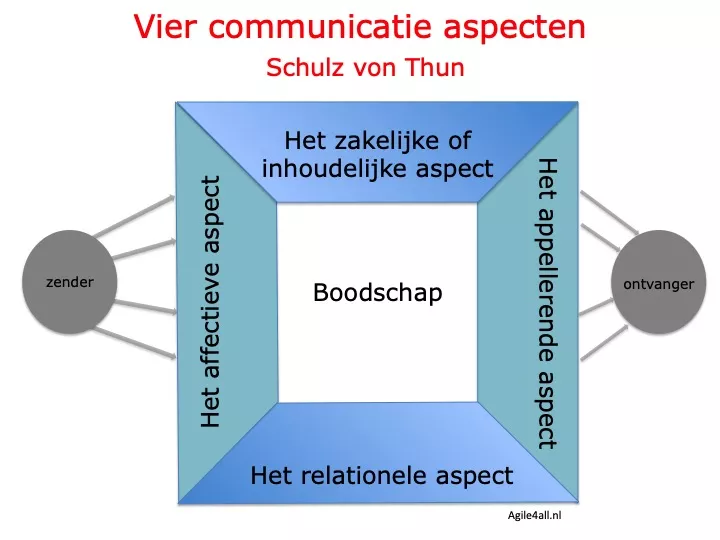 Vier communicatie aspecten
Schulz von Thun
Het zakelijke of
inhoudelijke aspect
zender
Het affectieve aspect
Boodschap
Het appellerende aspect
ontvanger
Het relationele aspect
Agile4all.nl